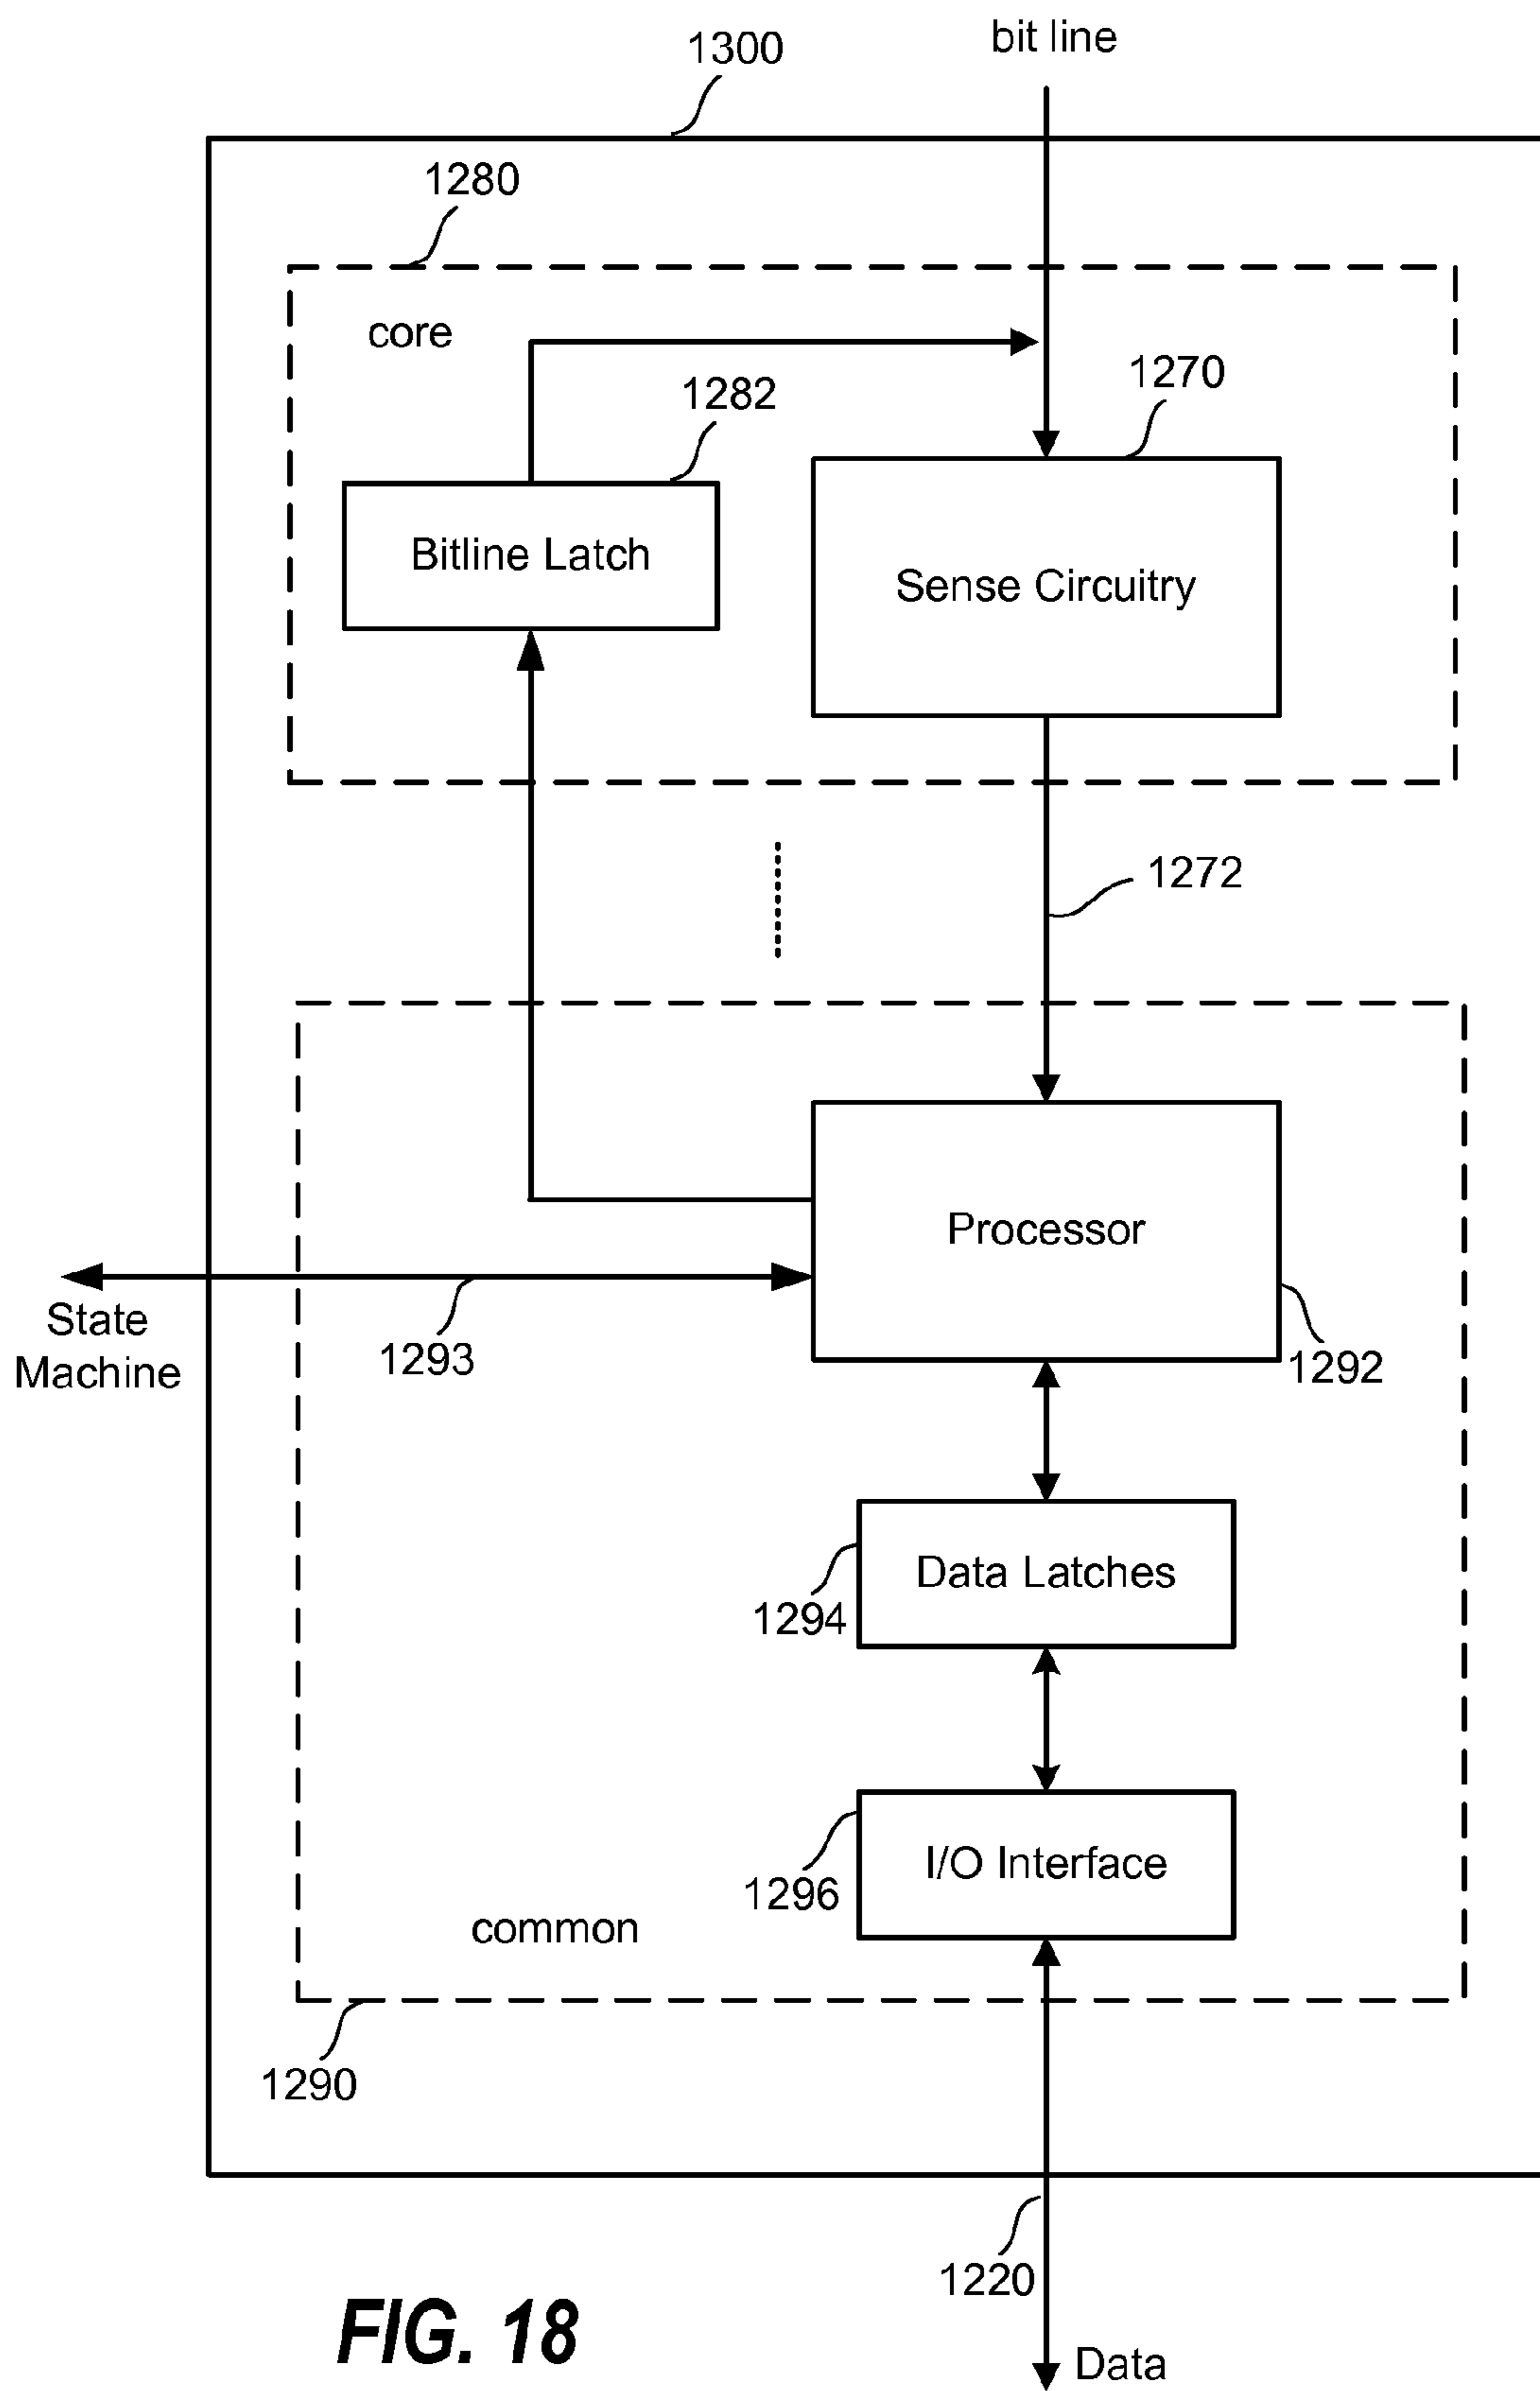 1300
bit line
1280
core
1282
1270
Bitline Latch
Sense Circuitry
1272
Processor
State
Machine
1293
1292
Data Latches
1294
I/O Interface
1296
common
1290
1220
FIG. 18
Data